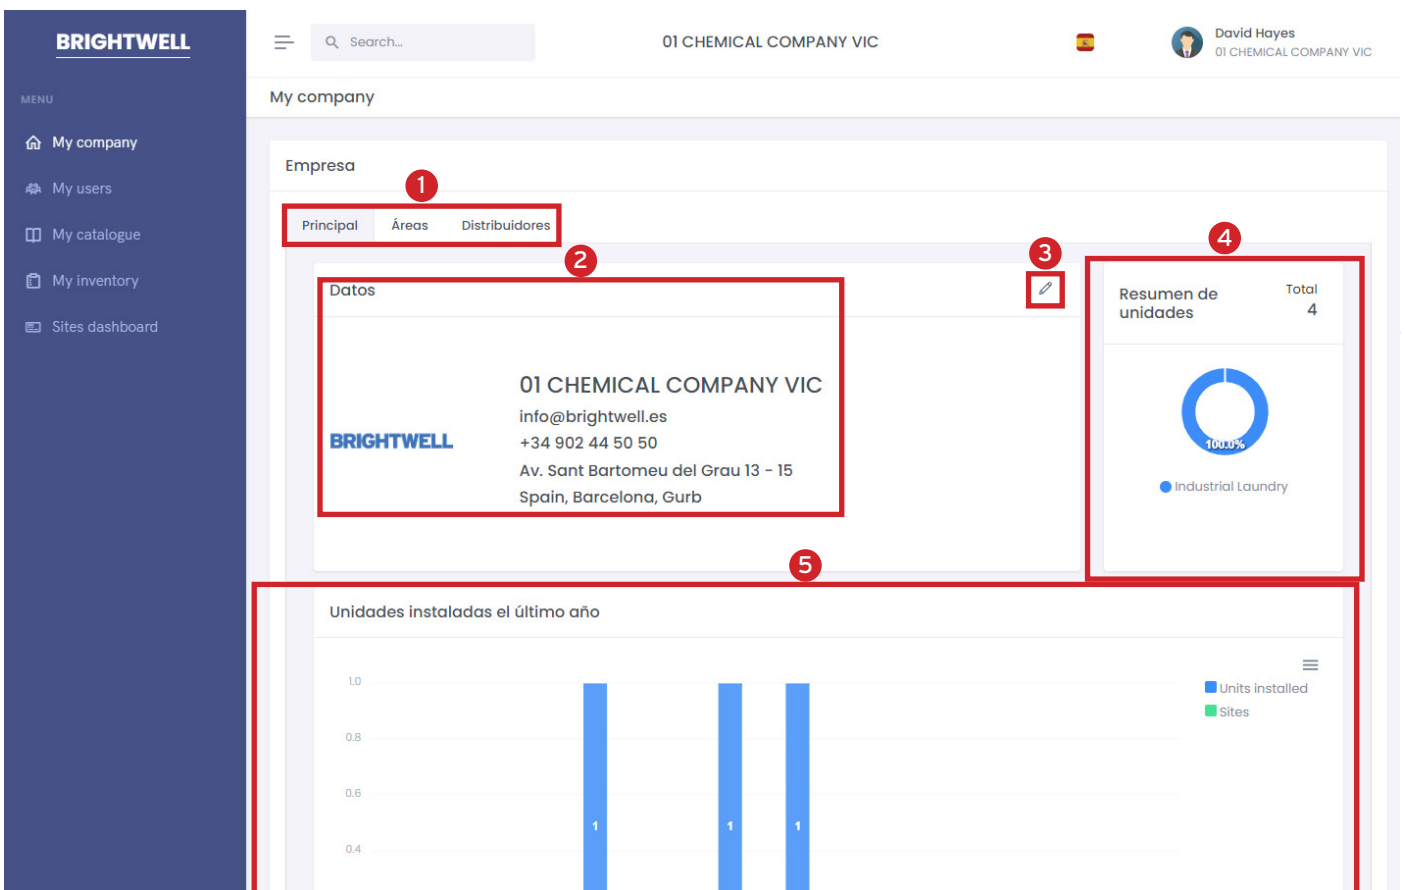 BRIGHTWELL
Search...
01 CHEMICAL COMPANY VIC
David Hayes
01 CHEMICAL COMPANY VIC
MENU
My company
My company
My users
My catalogue
My inventory
Sites dashboard
Empresa
1
Principal Áreas Distribuidores
2
3
4
Datos
Resumen de unidades
Total
4
01 CHEMICAL COMPANY VIC
info@brightwell.es
BRIGHTWELL
+34 902 44 50 50
Av. Sant Bartomeu del Grau 13 - 15
Spain, Barcelona, Gurb
100.0%
Industrial Laundry
5
Unidades instaladas el último año
Units installed
Sites
1.0
0.8
0.6
0.4
1 1 1